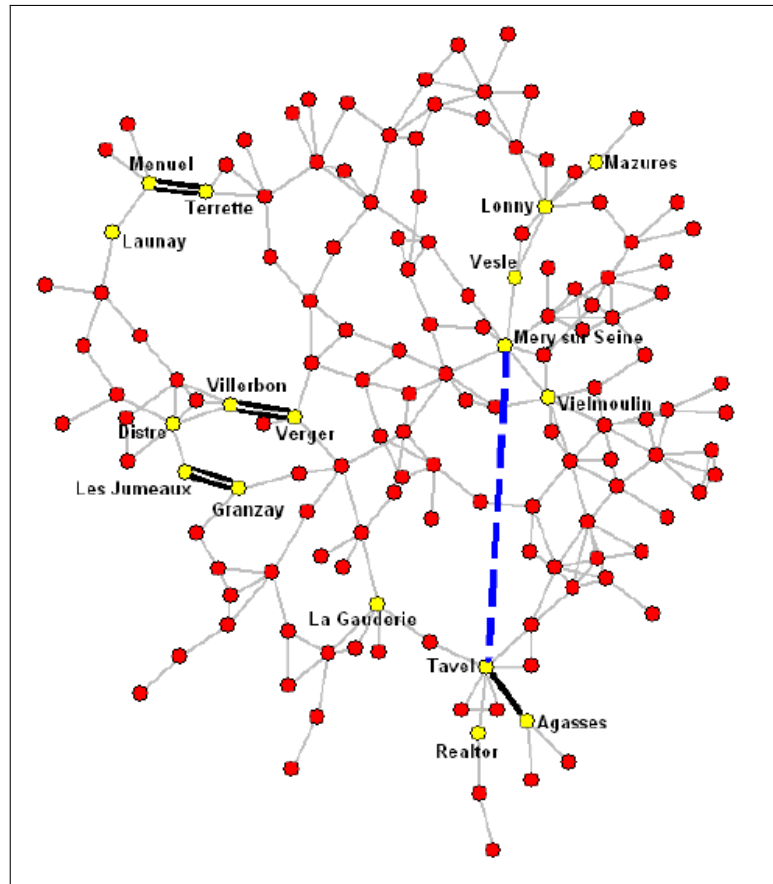 Menuel
Mazures
Terrette
Lonny
Launay
Vesle
Mery sur Seine
Villerbon
Vielmoulin
Distre
Verger
Les Jumeaux
Granzay
La Gauderie
Tavel
Agasses
Realtor